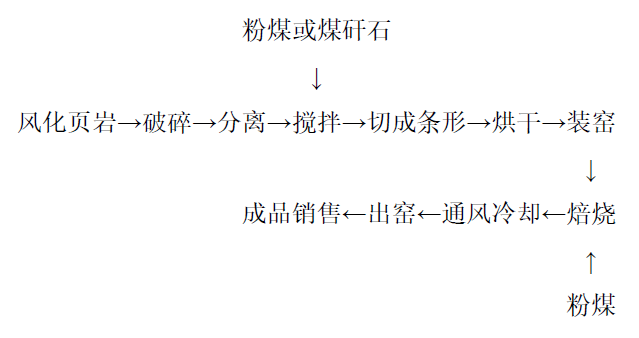 粉煤或煤矸石
↓
风化页岩→破碎→分离→搅拌→切成条形→烘干→装窑
↓
成品销售←出窑←通风冷却←焙烧
↑
粉煤